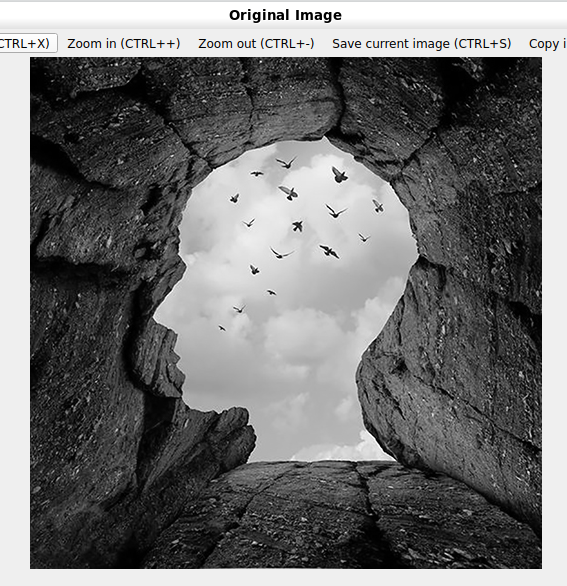 Original Image
CTRL+X) Zoom in (CTRL++) Zoom out (CTRL+-) Save current image (CTRL+S) Copy i